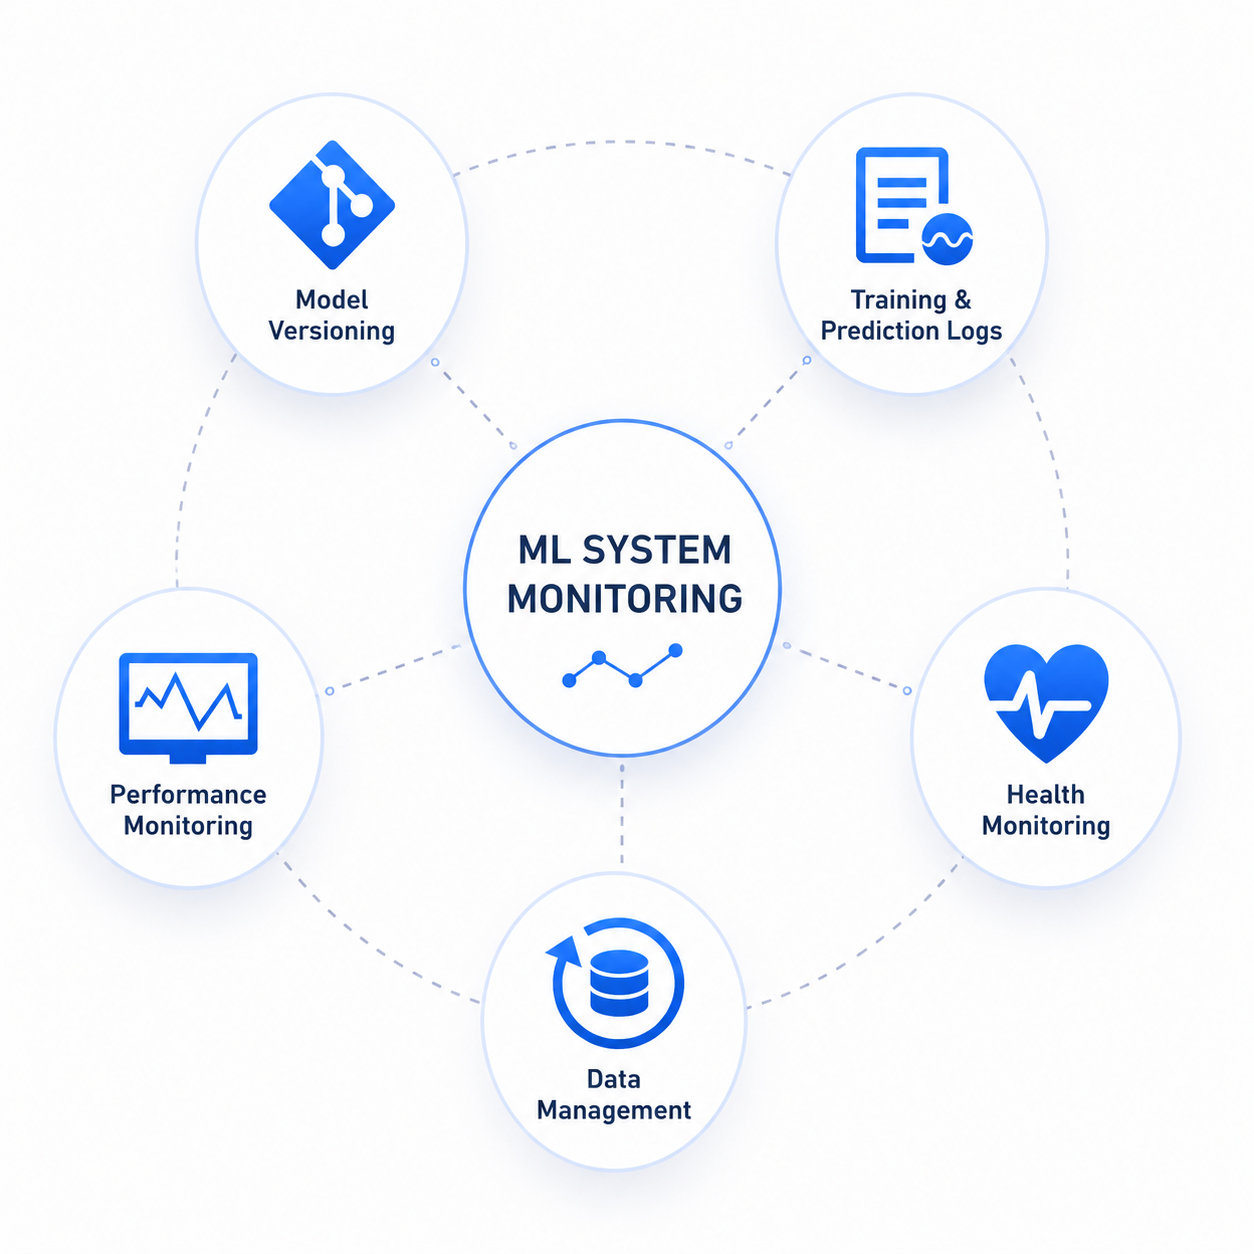 Model
Versioning
Training &
Prediction Logs
ML SYSTEM
MONITORING
Performance
Monitoring
Health
Monitoring
Data
Management